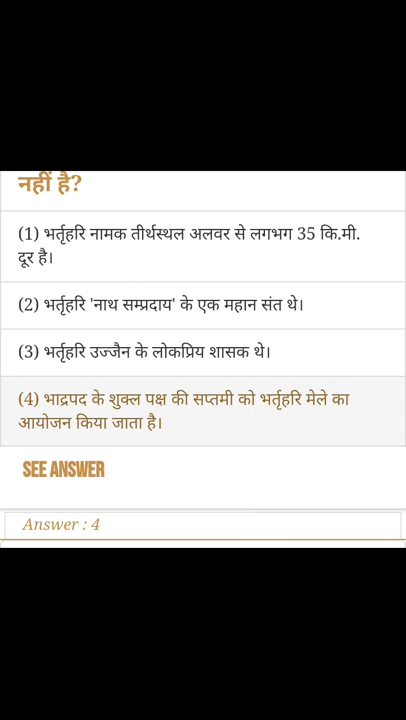 नहीं है?
(1) भर्तृहरि नामक तीर्थस्थल अलवर से लगभग 35 कि.मी.
दूर है।
(2) भर्तृहरि 'नाथ सम्प्रदाय' के एक महान संत थे।
(3) भर्तृहरि उज्जैन के लोकप्रिय शासक थे।
(4) भाद्रपद के शुक्ल पक्ष की सप्तमी को भर्तृहरि मेले का
आयोजन किया जाता है।
SEE ANSWER
Answer : 4